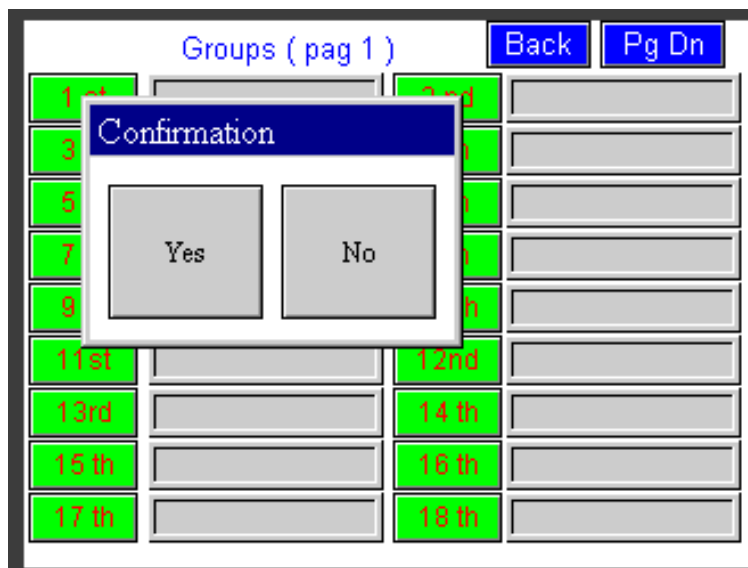 Groups ( pag 1 ) Back Pg Dn
Confirmation
Yes No
11st 12nd
13rd 14 th
15 th 16 th
17 th 18 th